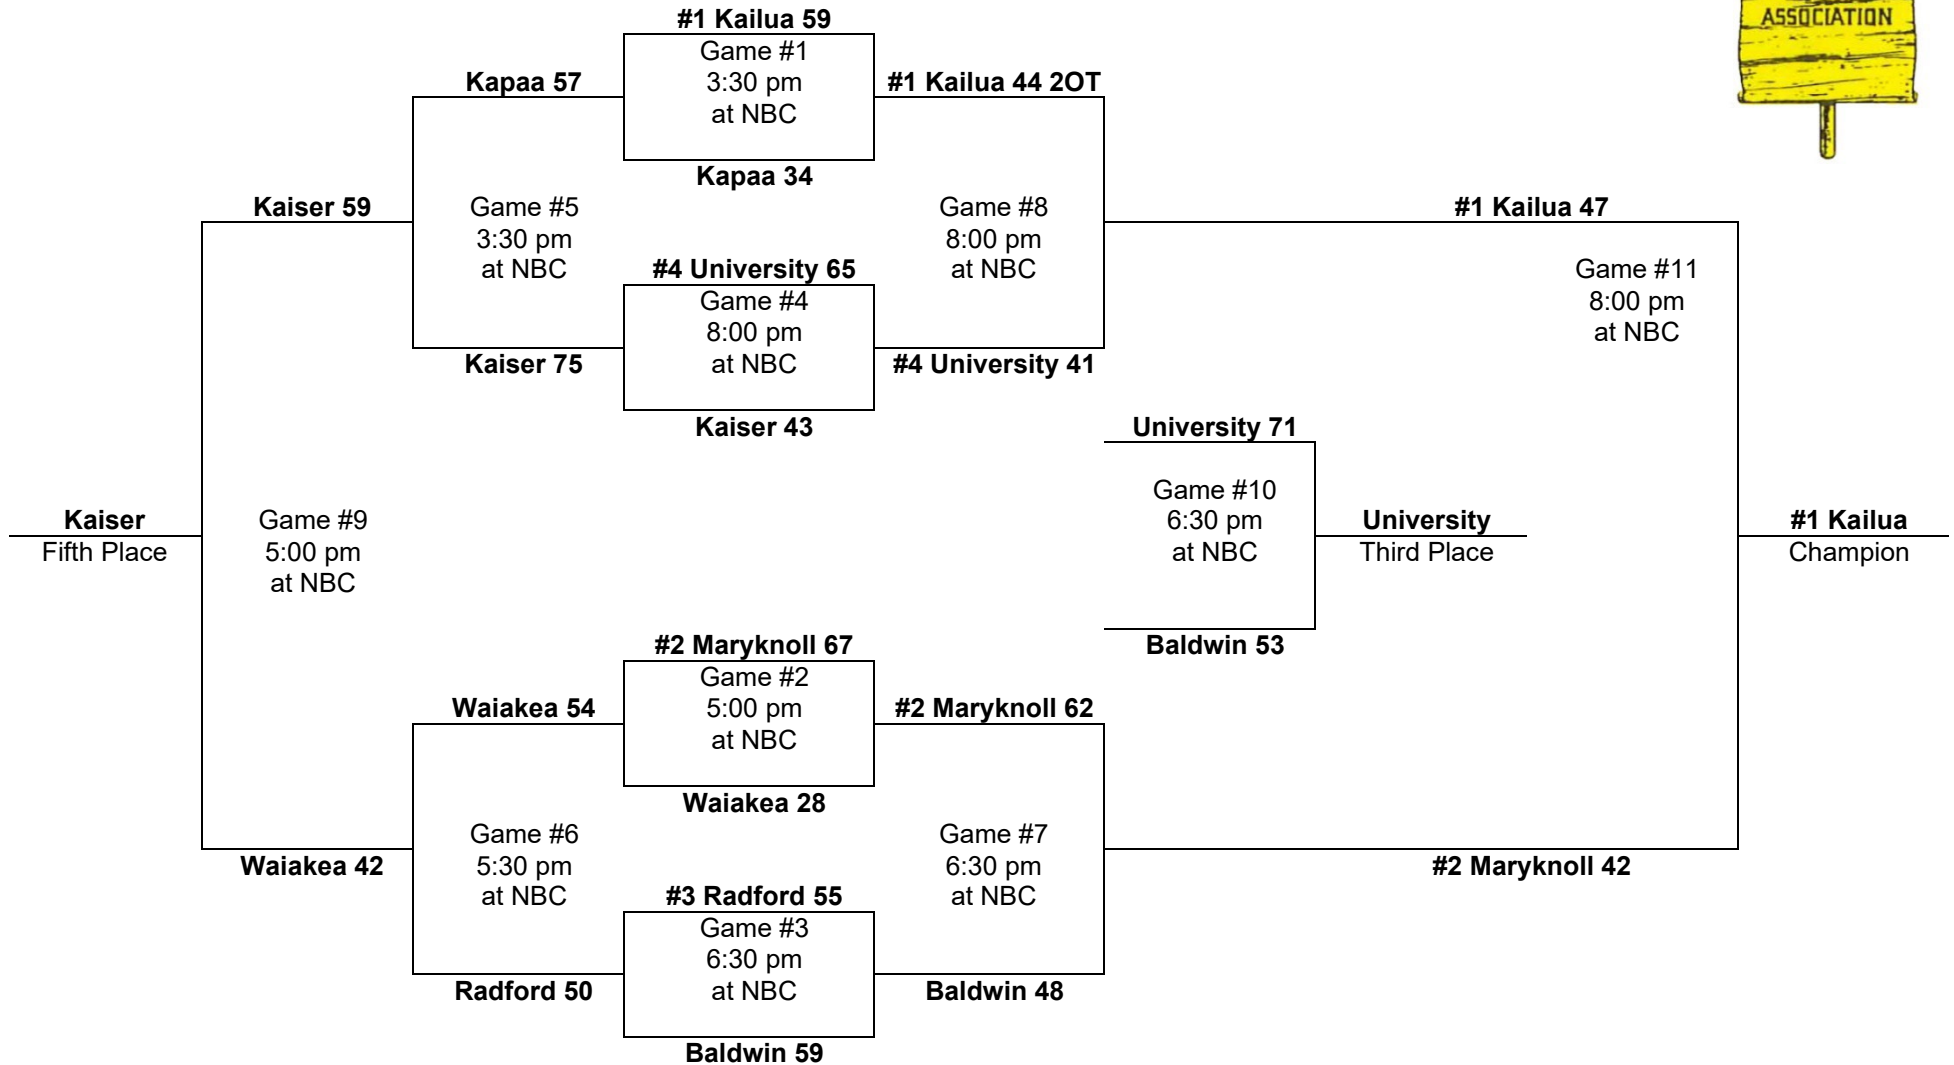 ASSOCIATION
#1 Kailua 59
Game #1
3:30 pm
at NBC
Kapaa 34
Kapaa 57
#1 Kailua 44 2OT
Kaiser 59
Game #5
3:30 pm
at NBC
Game #8
8:00 pm
at NBC
#1 Kailua 47
#4 University 65
Game #4
8:00 pm
at NBC
Kaiser 43
Kaiser 75
#4 University 41
Game #11
8:00 pm
at NBC
University 71
Game #10
6:30 pm
at NBC
Baldwin 53
University
Third Place
Kaiser
Fifth Place
Game #9
5:00 pm
at NBC
#1 Kailua
Champion
#2 Maryknoll 67
Game #2
5:00 pm
at NBC
Waiakea 28
Waiakea 54
#2 Maryknoll 62
Game #6
5:30 pm
at NBC
Game #7
6:30 pm
at NBC
Waiakea 42
#2 Maryknoll 42
#3 Radford 55
Game #3
6:30 pm
at NBC
Baldwin 59
Radford 50
Baldwin 48